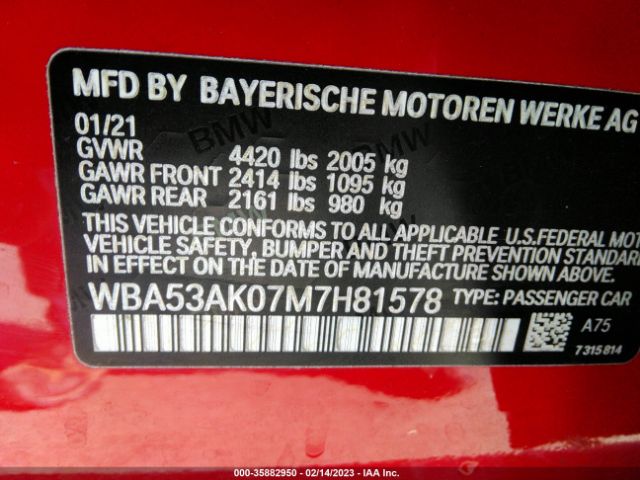 MFD BY BAYERISCHE MOTOREN WERKE AG
01/21
GVWR 4420 lbs 2005 kg
GAWR FRONT 2414 lbs 1095 kg
GAWR REAR 2161 lbs 980 kg
THIS VEHICLE CONFORMS TO ALL APPLICABLE U.S.FEDERAL MOT
VEHICLE SAFETY, BUMPER AND THEFT PREVENTION STANDARD
EFFECT ON THE DATE OF MANUFACTURE SHOWN ABOVE.
WBA53AK07M7H81578 TYPE: PASSENGER CAR
A75
7315814
BMW
000-35882950 - 02/14/2023 - IAA Inc.